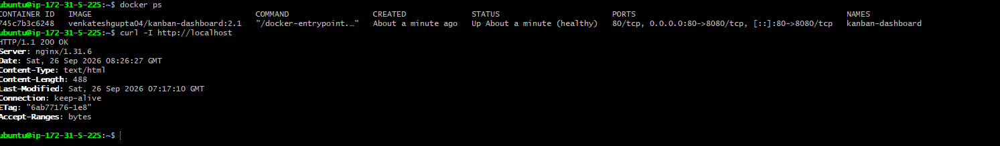 ubuntu@ip-172-31-5-225:~$ docker ps
CONTAINER ID   IMAGE                                  COMMAND                  CREATED              STATUS                        PORTS                                           NAMES
745c7b3c6248   venkateshgupta04/kanban-dashboard:2.1   "/docker-entrypoint.…"   About a minute ago   Up About a minute (healthy)   80/tcp, 0.0.0.0:80->8080/tcp, [::]:80->8080/tcp   kanban-dashboard
ubuntu@ip-172-31-5-225:~$ curl -I http://localhost
HTTP/1.1 200 OK
Server: nginx/1.31.6
Date: Sat, 26 Sep 2026 08:26:27 GMT
Content-Type: text/html
Content-Length: 488
Last-Modified: Sat, 26 Sep 2026 07:17:10 GMT
Connection: keep-alive
ETag: "6ab77176-1e8"
Accept-Ranges: bytes
ubuntu@ip-172-31-5-225:~$